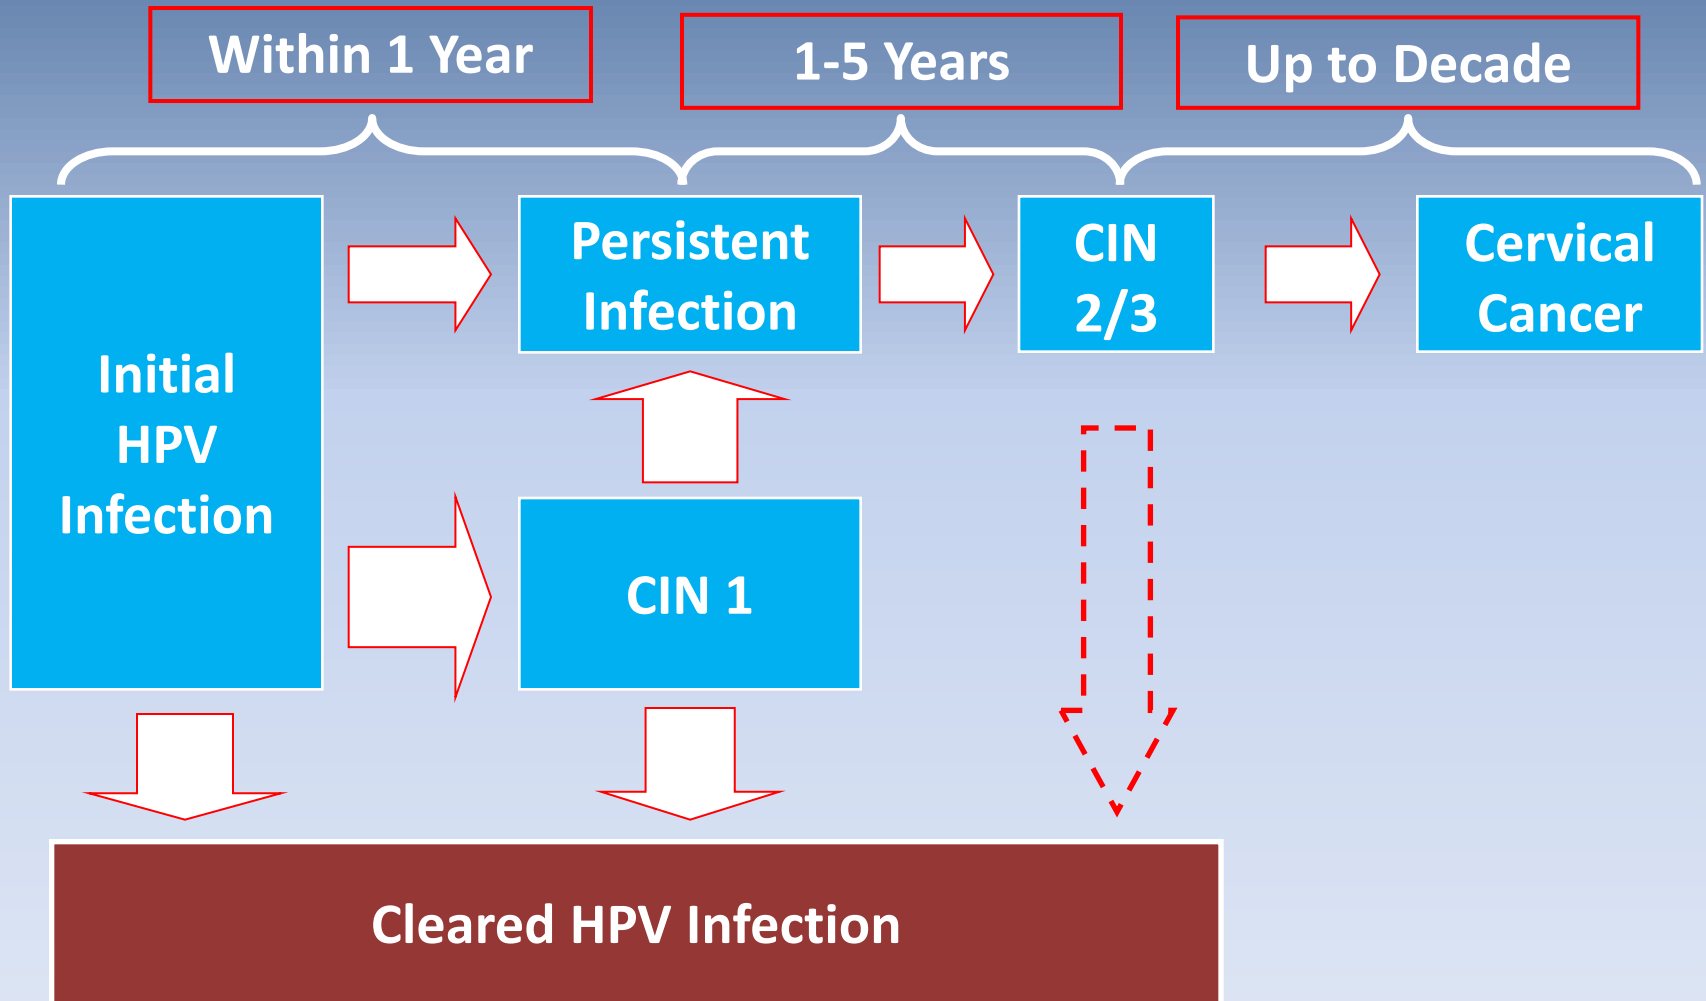 Within 1 Year
1-5 Years
Up to Decade
Initial
HPV
Infection
Persistent
Infection
CIN
2/3
Cervical
Cancer
CIN 1
Cleared HPV Infection